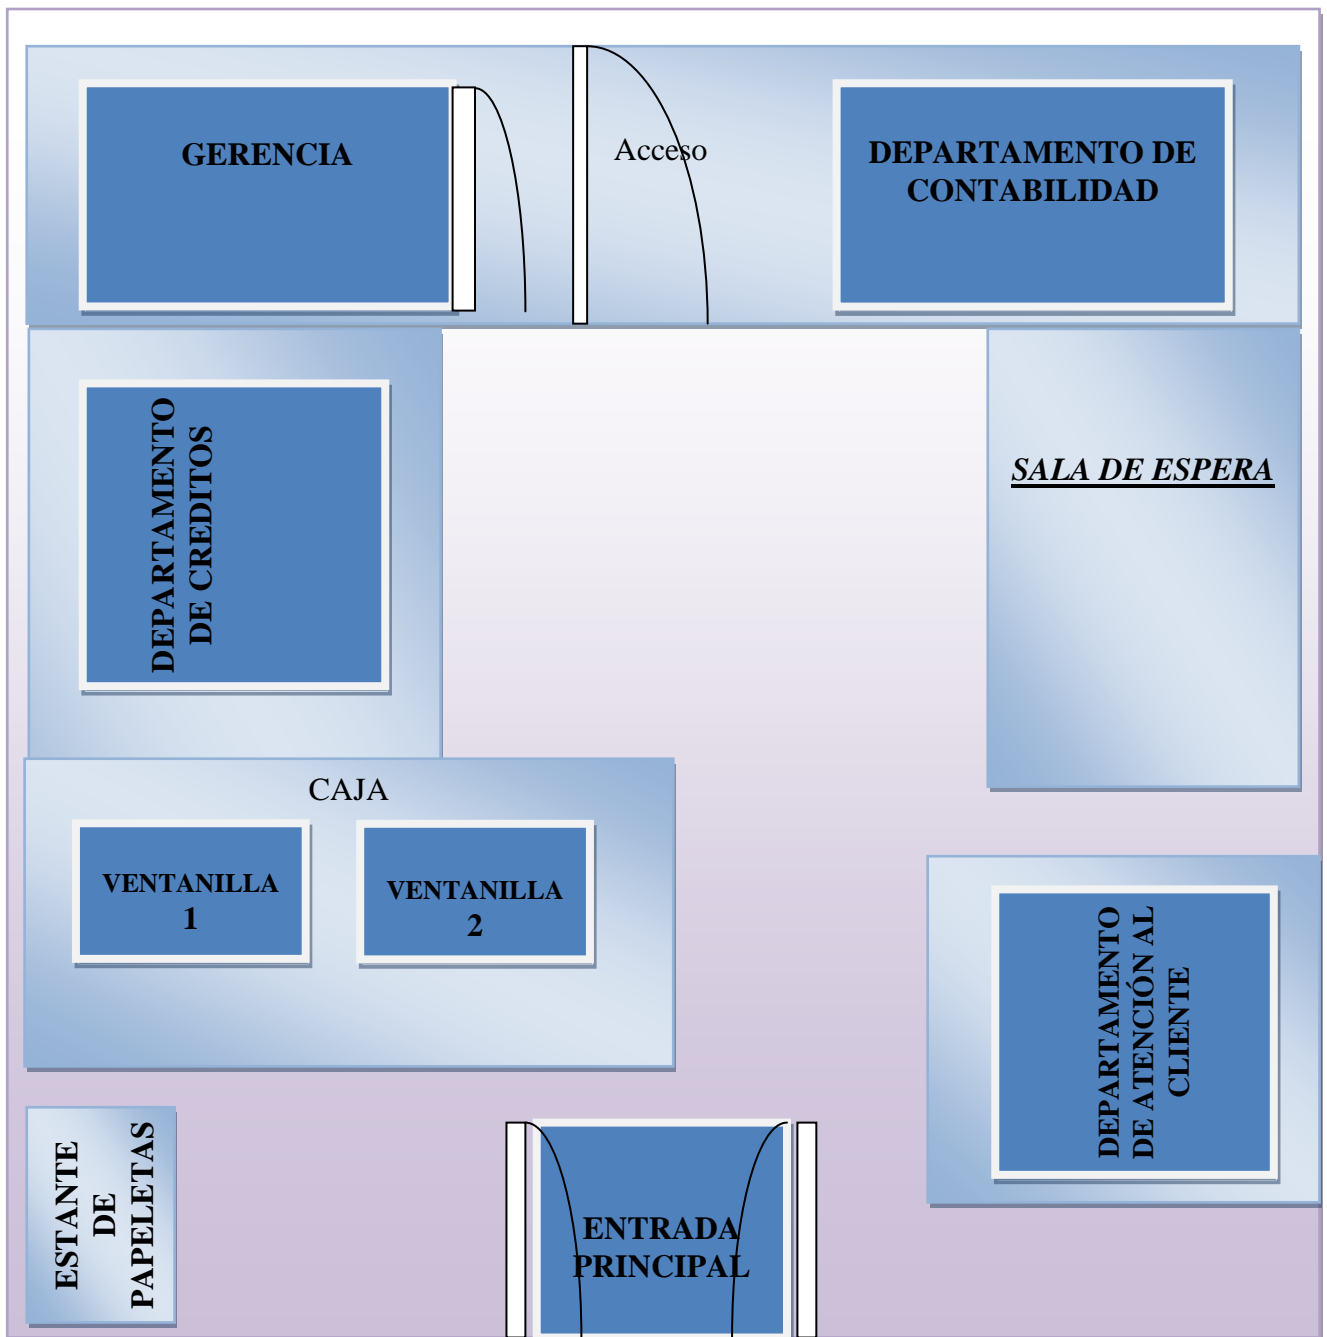 GERENCIA
Acceso
DEPARTAMENTO DE
CONTABILIDAD
DEPARTAMENTO
DE CREDITOS
SALA DE ESPERA
CAJA
VENTANILLA
1
VENTANILLA
2
DEPARTAMENTO
DE ATENCIÓN AL
CLIENTE
ESTANTE
DE
PAPELETAS
ENTRADA
PRINCIPAL